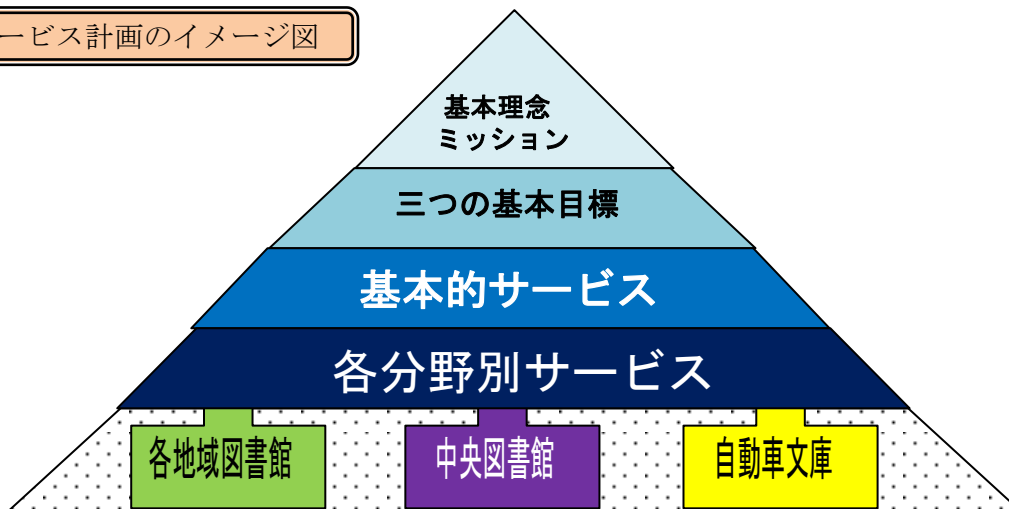 ービス計画のイメージ図
基本理念
ミッション
三つの基本目標
基本的サービス
各分野別サービス
各地域図書館
中央図書館
自動車文庫